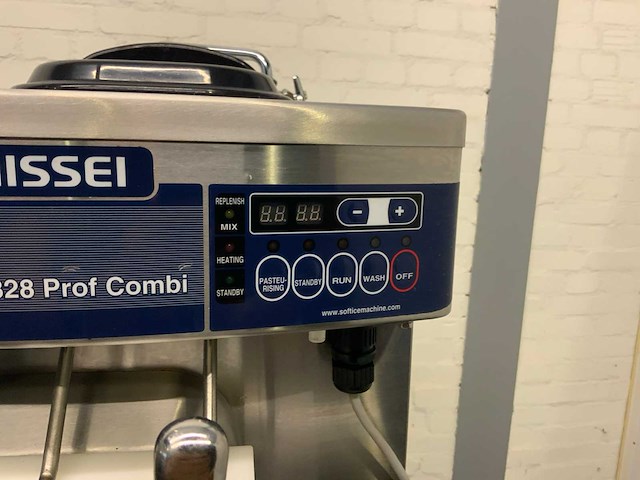 ISSEI
328 Prof Combi
REPLENISH
MIX
HEATING
STANDBY
88 88
- +
PASTEU-
RISING
STANDBY
RUN
WASH
OFF
www.softicemachine.com